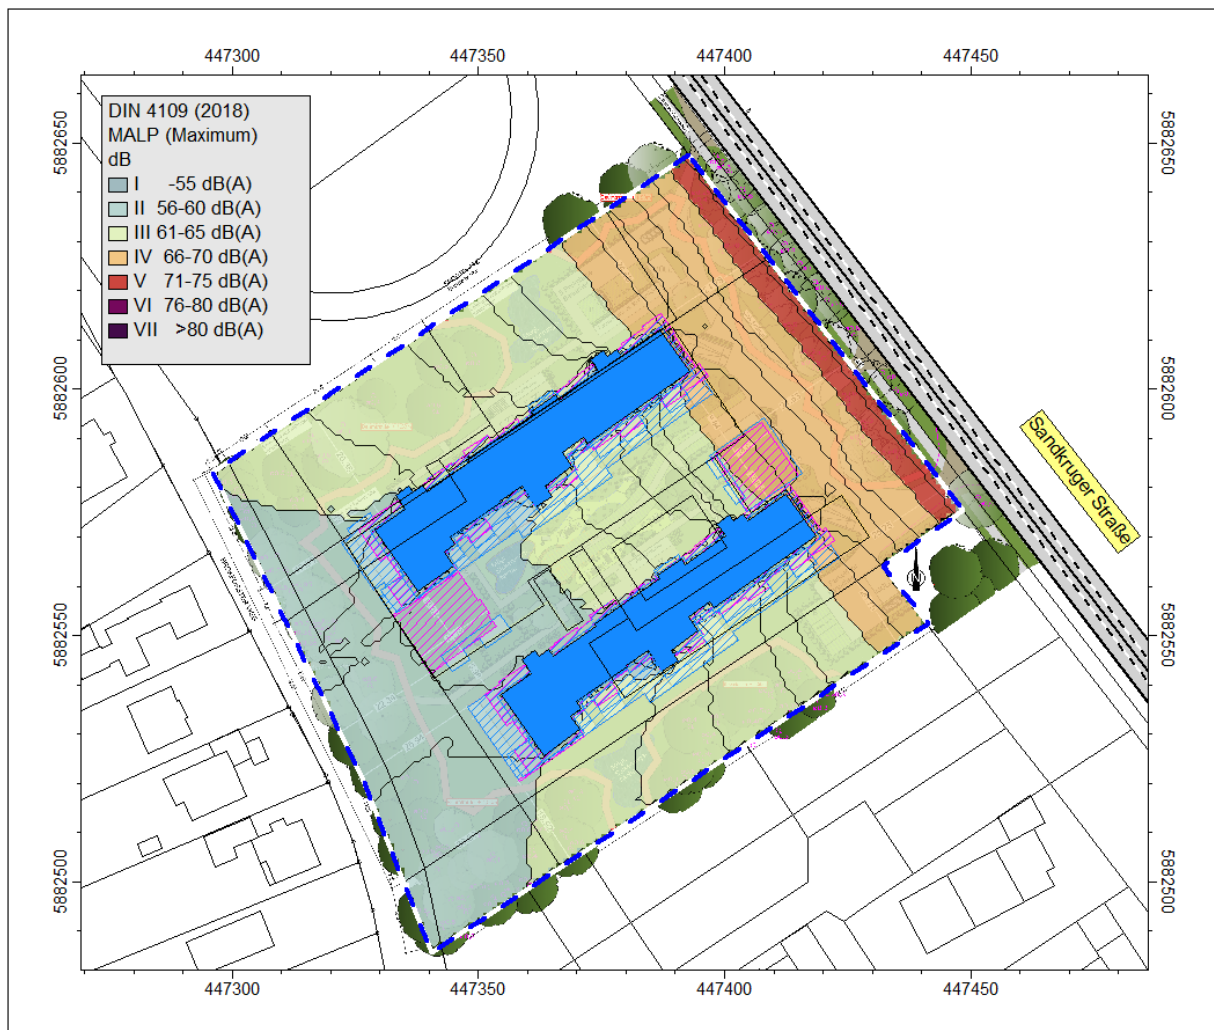 447300 447350 447400 447450
5882650
5882650
DIN 4109 (2018)
MALP (Maximum)
dB
I -55 dB(A)
II 56-60 dB(A)
III 61-65 dB(A)
IV 66-70 dB(A)
V 71-75 dB(A)
VI 76-80 dB(A)
VII >80 dB(A)
5882600
5882600
Sandkruger Straße
N
5882550
5882550
5882500
5882500
447300 447350 447400 447450